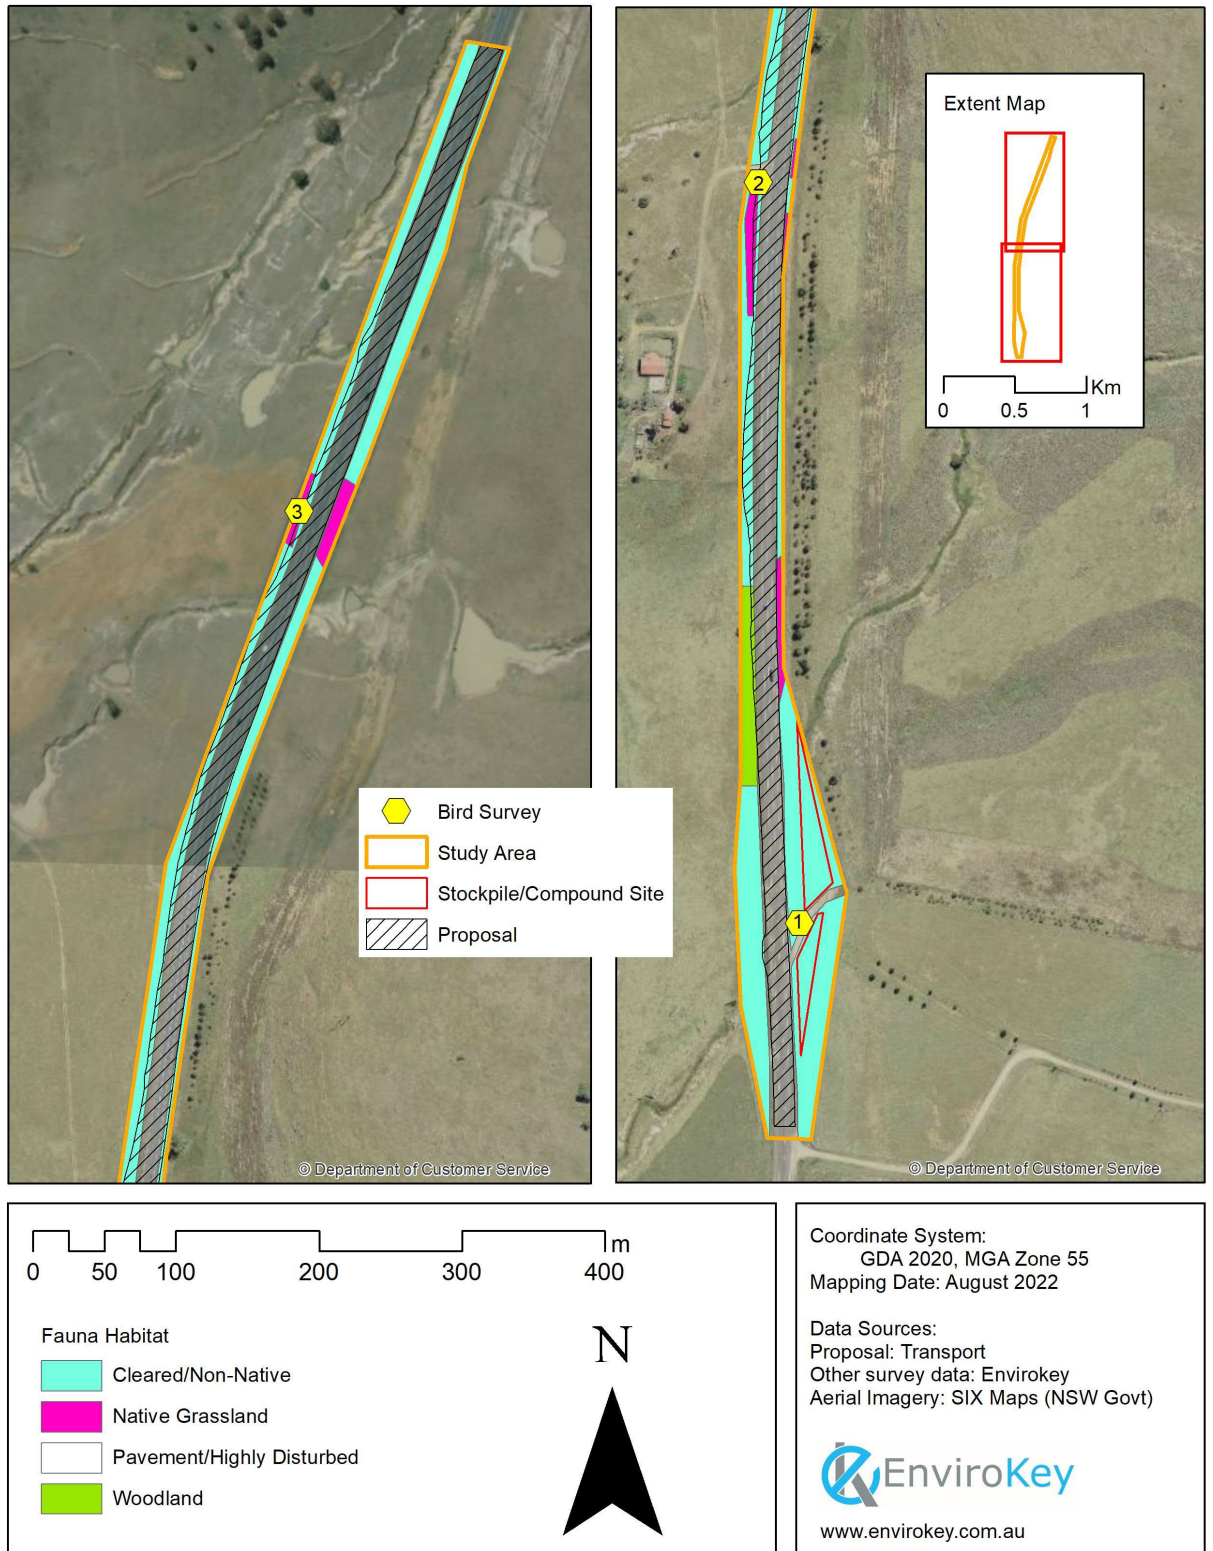 3
© Department of Customer Service
2
1
© Department of Customer Service
Extent Map
0 0.5 1 Km
Bird Survey
Study Area
Stockpile/Compound Site
Proposal
0 50 100 200 300 400 m
Fauna Habitat
Cleared/Non-Native
Native Grassland
Pavement/Highly Disturbed
Woodland
N
Coordinate System:
GDA 2020, MGA Zone 55
Mapping Date: August 2022
Data Sources:
Proposal: Transport
Other survey data: Envirokey
Aerial Imagery: SIX Maps (NSW Govt)
EnviroKey
www.envirokey.com.au